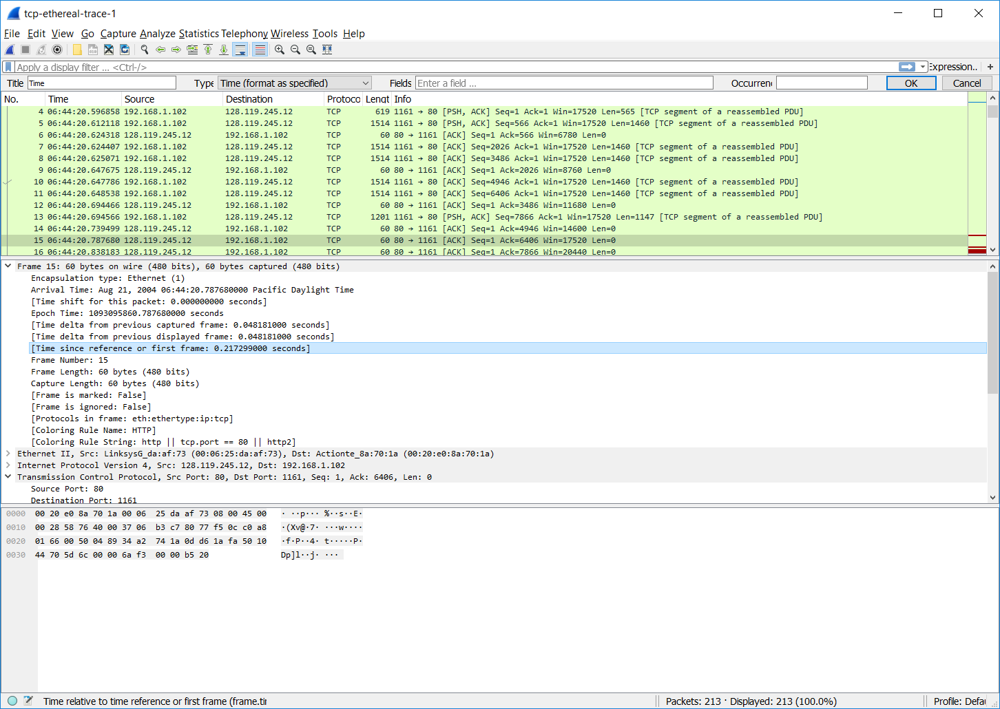 tcp-ethereal-trace-1
File Edit View Go Capture Analyze Statistics Telephony Wireless Tools Help
Apply a display filter ... <Ctrl-/> Expression... +
Title Time Type Time (format as specified) Fields Enter a field ... Occurren OK Cancel
No. Time Source Destination Protoco Lengt Info
4 06:44:20.596858 192.168.1.102 128.119.245.12 TCP 619 1161 → 80 [PSH, ACK] Seq=1 Ack=1 Win=17520 Len=565 [TCP segment of a reassembled PDU]
5 06:44:20.612118 192.168.1.102 128.119.245.12 TCP 1514 1161 → 80 [PSH, ACK] Seq=566 Ack=1 Win=17520 Len=1460 [TCP segment of a reassembled PDU]
6 06:44:20.624318 128.119.245.12 192.168.1.102 TCP 60 80 → 1161 [ACK] Seq=1 Ack=566 Win=6780 Len=0
7 06:44:20.624407 192.168.1.102 128.119.245.12 TCP 1514 1161 → 80 [ACK] Seq=2026 Ack=1 Win=17520 Len=1460 [TCP segment of a reassembled PDU]
8 06:44:20.625071 192.168.1.102 128.119.245.12 TCP 1514 1161 → 80 [ACK] Seq=3486 Ack=1 Win=17520 Len=1460 [TCP segment of a reassembled PDU]
9 06:44:20.647675 128.119.245.12 192.168.1.102 TCP 60 80 → 1161 [ACK] Seq=1 Ack=2026 Win=8760 Len=0
10 06:44:20.647786 192.168.1.102 128.119.245.12 TCP 1514 1161 → 80 [ACK] Seq=4946 Ack=1 Win=17520 Len=1460 [TCP segment of a reassembled PDU]
11 06:44:20.648538 192.168.1.102 128.119.245.12 TCP 1514 1161 → 80 [ACK] Seq=6406 Ack=1 Win=17520 Len=1460 [TCP segment of a reassembled PDU]
12 06:44:20.694466 128.119.245.12 192.168.1.102 TCP 60 80 → 1161 [ACK] Seq=1 Ack=3486 Win=11680 Len=0
13 06:44:20.694566 192.168.1.102 128.119.245.12 TCP 1201 1161 → 80 [PSH, ACK] Seq=7866 Ack=1 Win=17520 Len=1147 [TCP segment of a reassembled PDU]
14 06:44:20.739499 128.119.245.12 192.168.1.102 TCP 60 80 → 1161 [ACK] Seq=1 Ack=4946 Win=14600 Len=0
15 06:44:20.787680 128.119.245.12 192.168.1.102 TCP 60 80 → 1161 [ACK] Seq=1 Ack=6406 Win=17520 Len=0
16 06:44:20.838183 128.119.245.12 192.168.1.102 TCP 60 80 → 1161 [ACK] Seq=1 Ack=7866 Win=20440 Len=0
Frame 15: 60 bytes on wire (480 bits), 60 bytes captured (480 bits)
Encapsulation type: Ethernet (1)
Arrival Time: Aug 21, 2004 06:44:20.787680000 Pacific Daylight Time
[Time shift for this packet: 0.000000000 seconds]
Epoch Time: 1093095860.787680000 seconds
[Time delta from previous captured frame: 0.048181000 seconds]
[Time delta from previous displayed frame: 0.048181000 seconds]
[Time since reference or first frame: 0.217299000 seconds]
Frame Number: 15
Frame Length: 60 bytes (480 bits)
Capture Length: 60 bytes (480 bits)
[Frame is marked: False]
[Frame is ignored: False]
[Protocols in frame: eth:ethertype:ip:tcp]
[Coloring Rule Name: HTTP]
[Coloring Rule String: http || tcp.port == 80 || http2]
Ethernet II, Src: LinksysG_da:af:73 (00:06:25:da:af:73), Dst: Actionte_8a:70:1a (00:20:e0:8a:70:1a)
Internet Protocol Version 4, Src: 128.119.245.12, Dst: 192.168.1.102
Transmission Control Protocol, Src Port: 80, Dst Port: 1161, Seq: 1, Ack: 6406, Len: 0
Source Port: 80
Destination Port: 1161
0000 00 20 e0 8a 70 1a 00 06 25 da af 73 08 00 45 00 · ··p··· %··s··E·
0010 00 28 58 76 40 00 37 06 b3 c7 80 77 f5 0c c0 a8 ·(Xv@·7· ···w····
0020 01 66 00 50 04 89 34 a2 74 1a 0d d6 1a fa 50 10 ·f·P··4· t·····P·
0030 44 70 5d 6c 00 00 6a f3 00 00 b5 20 Dp]l··j· ···
Time relative to time reference or first frame (frame.tir Packets: 213 · Displayed: 213 (100.0%) Profile: Defau